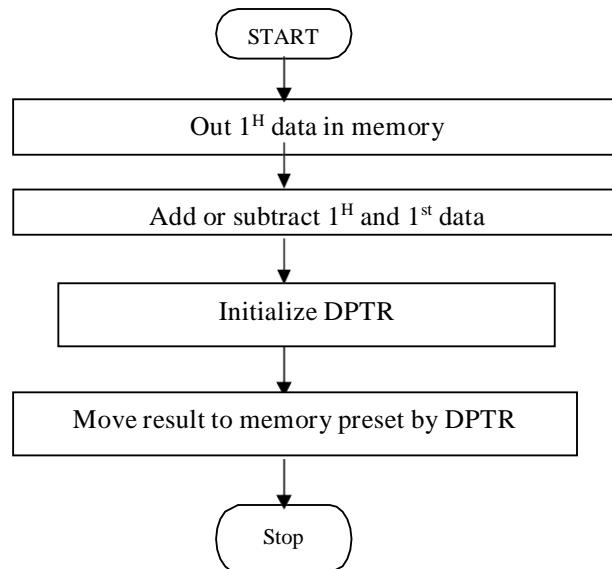 START
Out 1ᴴ data in memory
Add or subtract 1ᴴ and 1ˢᵗ data
Initialize DPTR
Move result to memory preset by DPTR
Stop